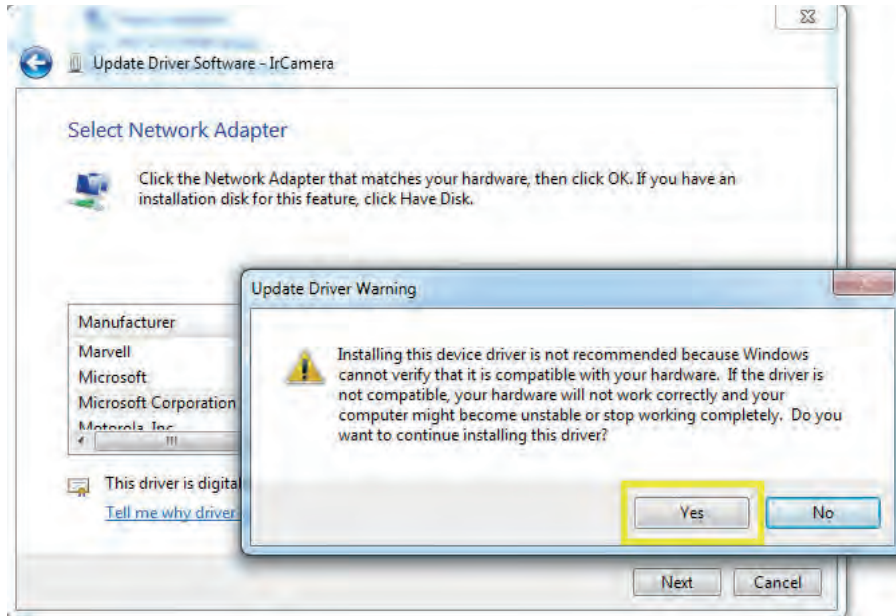 Update Driver Software - IrCamera
Select Network Adapter
Click the Network Adapter that matches your hardware, then click OK. If you have an
installation disk for this feature, click Have Disk.
Manufacturer
Marvell
Microsoft
Microsoft Corporation
Motorola, Inc
This driver is digital
Tell me why driver
Update Driver Warning
Installing this device driver is not recommended because Windows
cannot verify that it is compatible with your hardware. If the driver is
not compatible, your hardware will not work correctly and your
computer might become unstable or stop working completely. Do you
want to continue installing this driver?
Yes No
Next Cancel